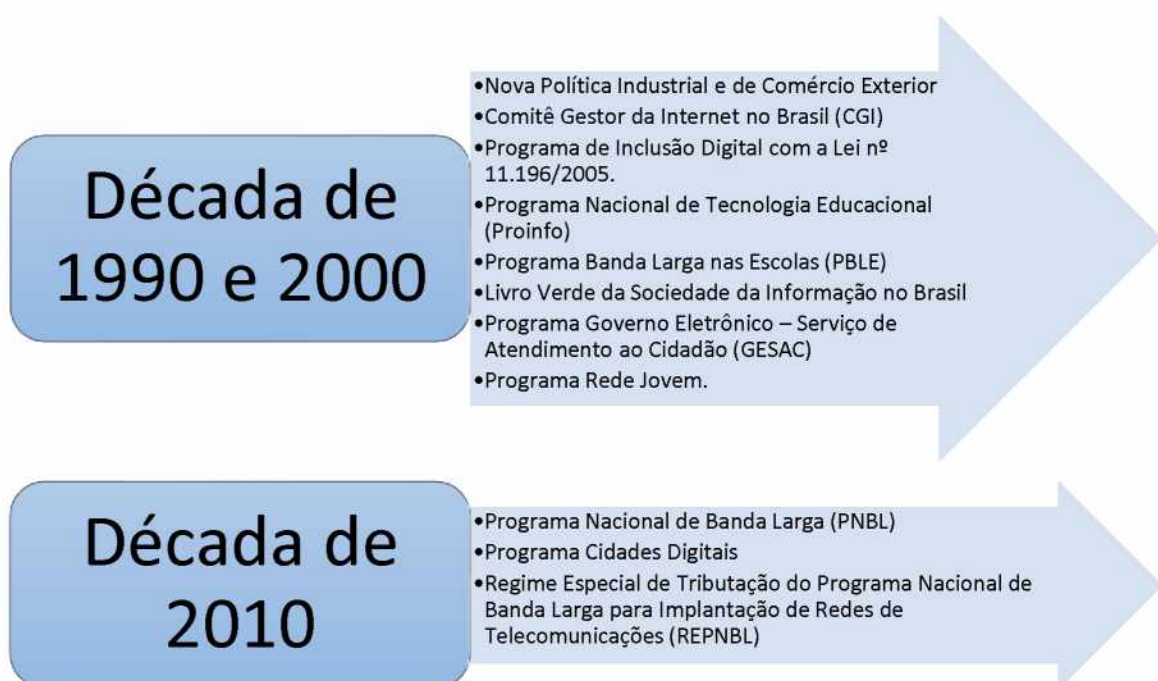 Década de
1990 e 2000
•Nova Política Industrial e de Comércio Exterior
•Comitê Gestor da Internet no Brasil (CGI)
•Programa de Inclusão Digital com a Lei nº
11.196/2005.
•Programa Nacional de Tecnologia Educacional
(Proinfo)
•Programa Banda Larga nas Escolas (PBLE)
•Livro Verde da Sociedade da Informação no Brasil
•Programa Governo Eletrônico – Serviço de
Atendimento ao Cidadão (GESAC)
•Programa Rede Jovem.
Década de
2010
•Programa Nacional de Banda Larga (PNBL)
•Programa Cidades Digitais
•Regime Especial de Tributação do Programa Nacional de
Banda Larga para Implantação de Redes de
Telecomunicações (REPNBL)